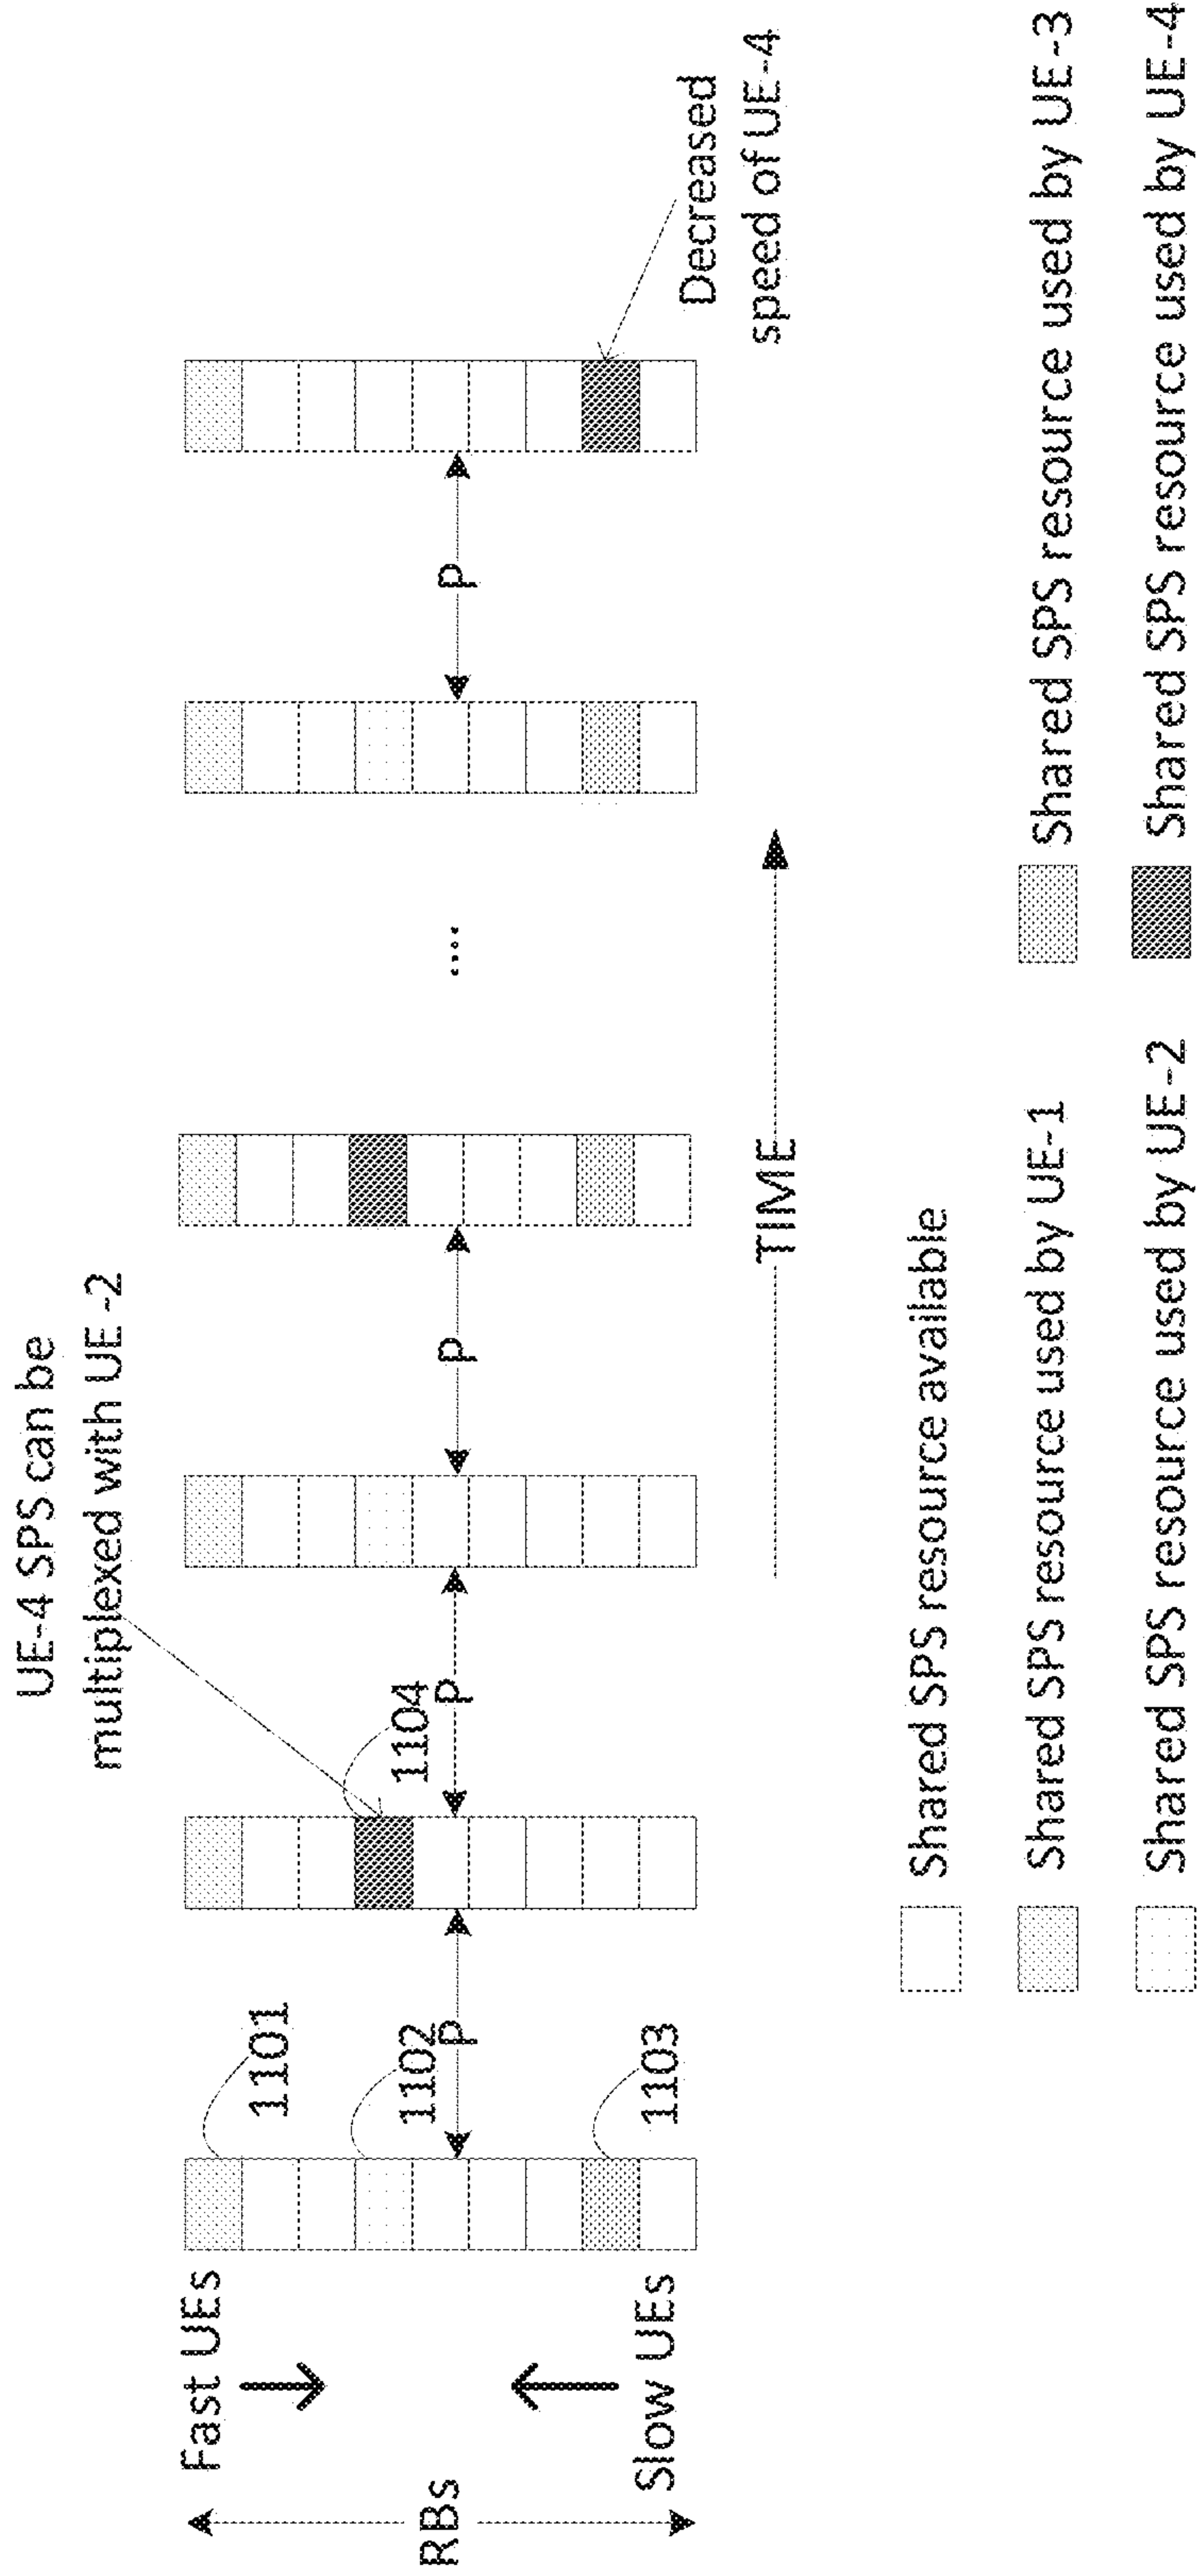 UE-4 SPS can be
multiplexed with UE -2
Fast UEs
RBs
Slow UEs
1101
1102
1103
1104
P
P
P
....
P
TIME
Decreased
speed of UE-4
Shared SPS resource available
Shared SPS resource used by UE-1
Shared SPS resource used by UE-2
Shared SPS resource used by UE-3
Shared SPS resource used by UE-4